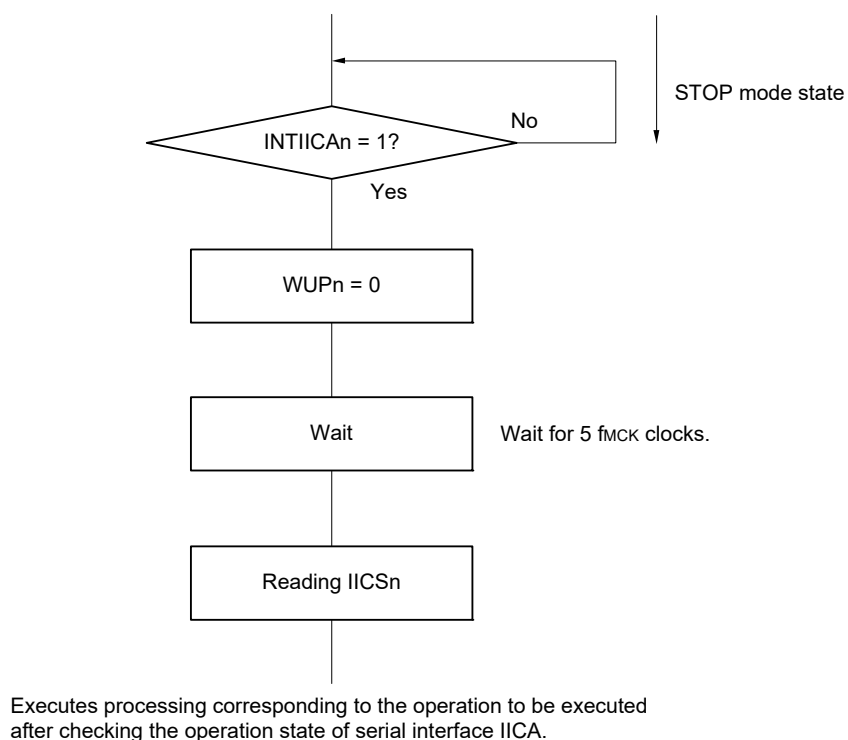 STOP mode state
No
INTIICAn = 1?
Yes
WUPn = 0
Wait
Wait for 5 fMCK clocks.
Reading IICSn
Executes processing corresponding to the operation to be executed
after checking the operation state of serial interface IICA.